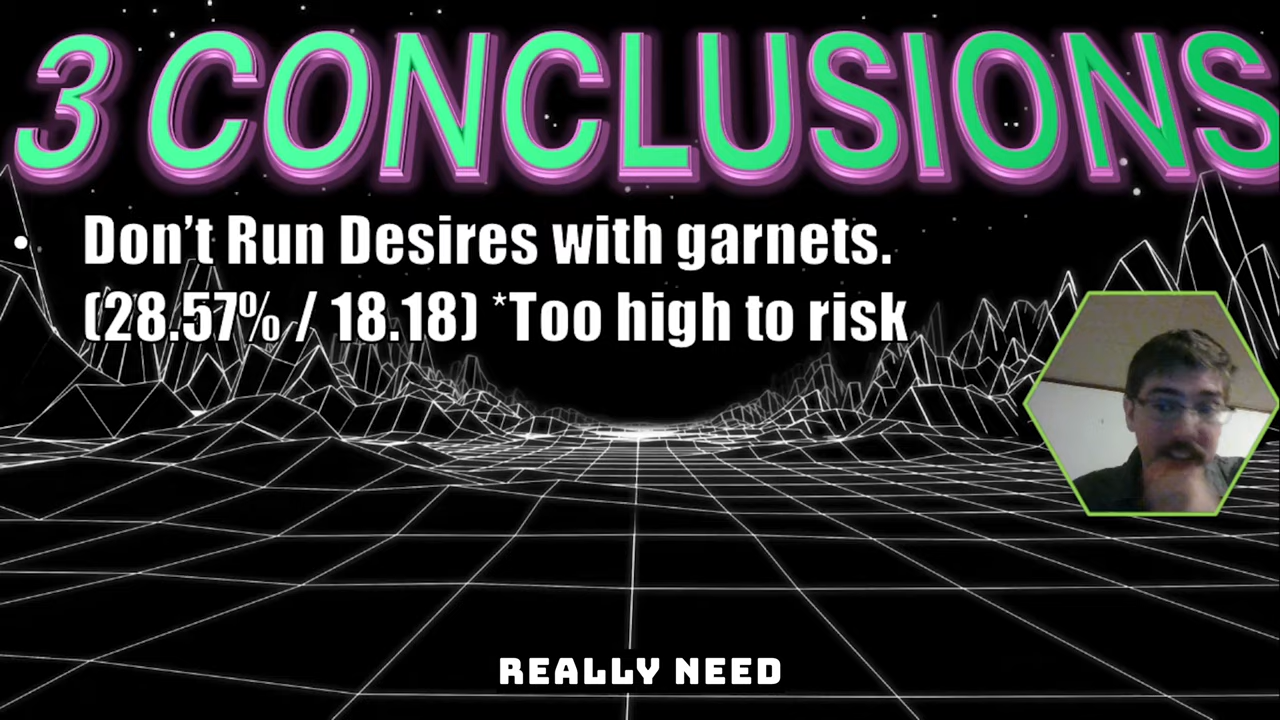 3 CONCLUSIONS
Don't Run Desires with garnets.
(28.57% / 18.18) *Too high to risk
REALLY NEED